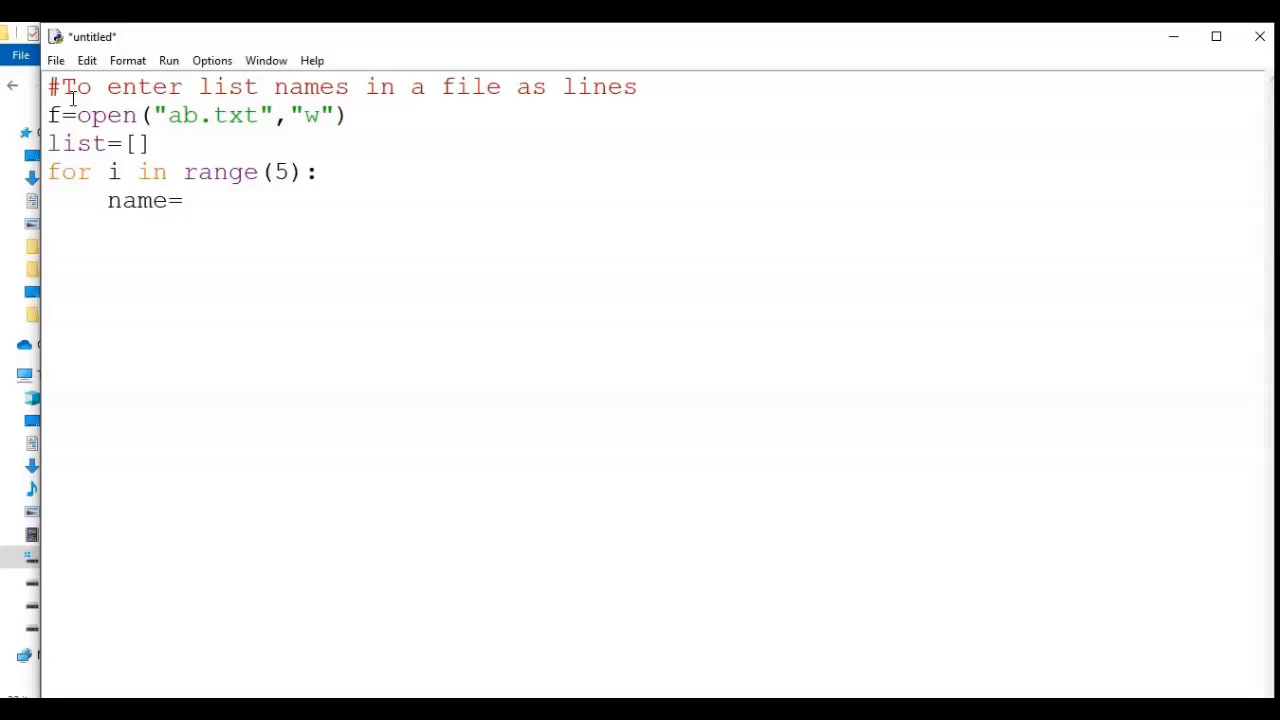 *untitled*
File
File Edit Format Run Options Window Help
#To enter list names in a file as lines
f=open("ab.txt","w")
list=[]
for i in range(5):
    name=